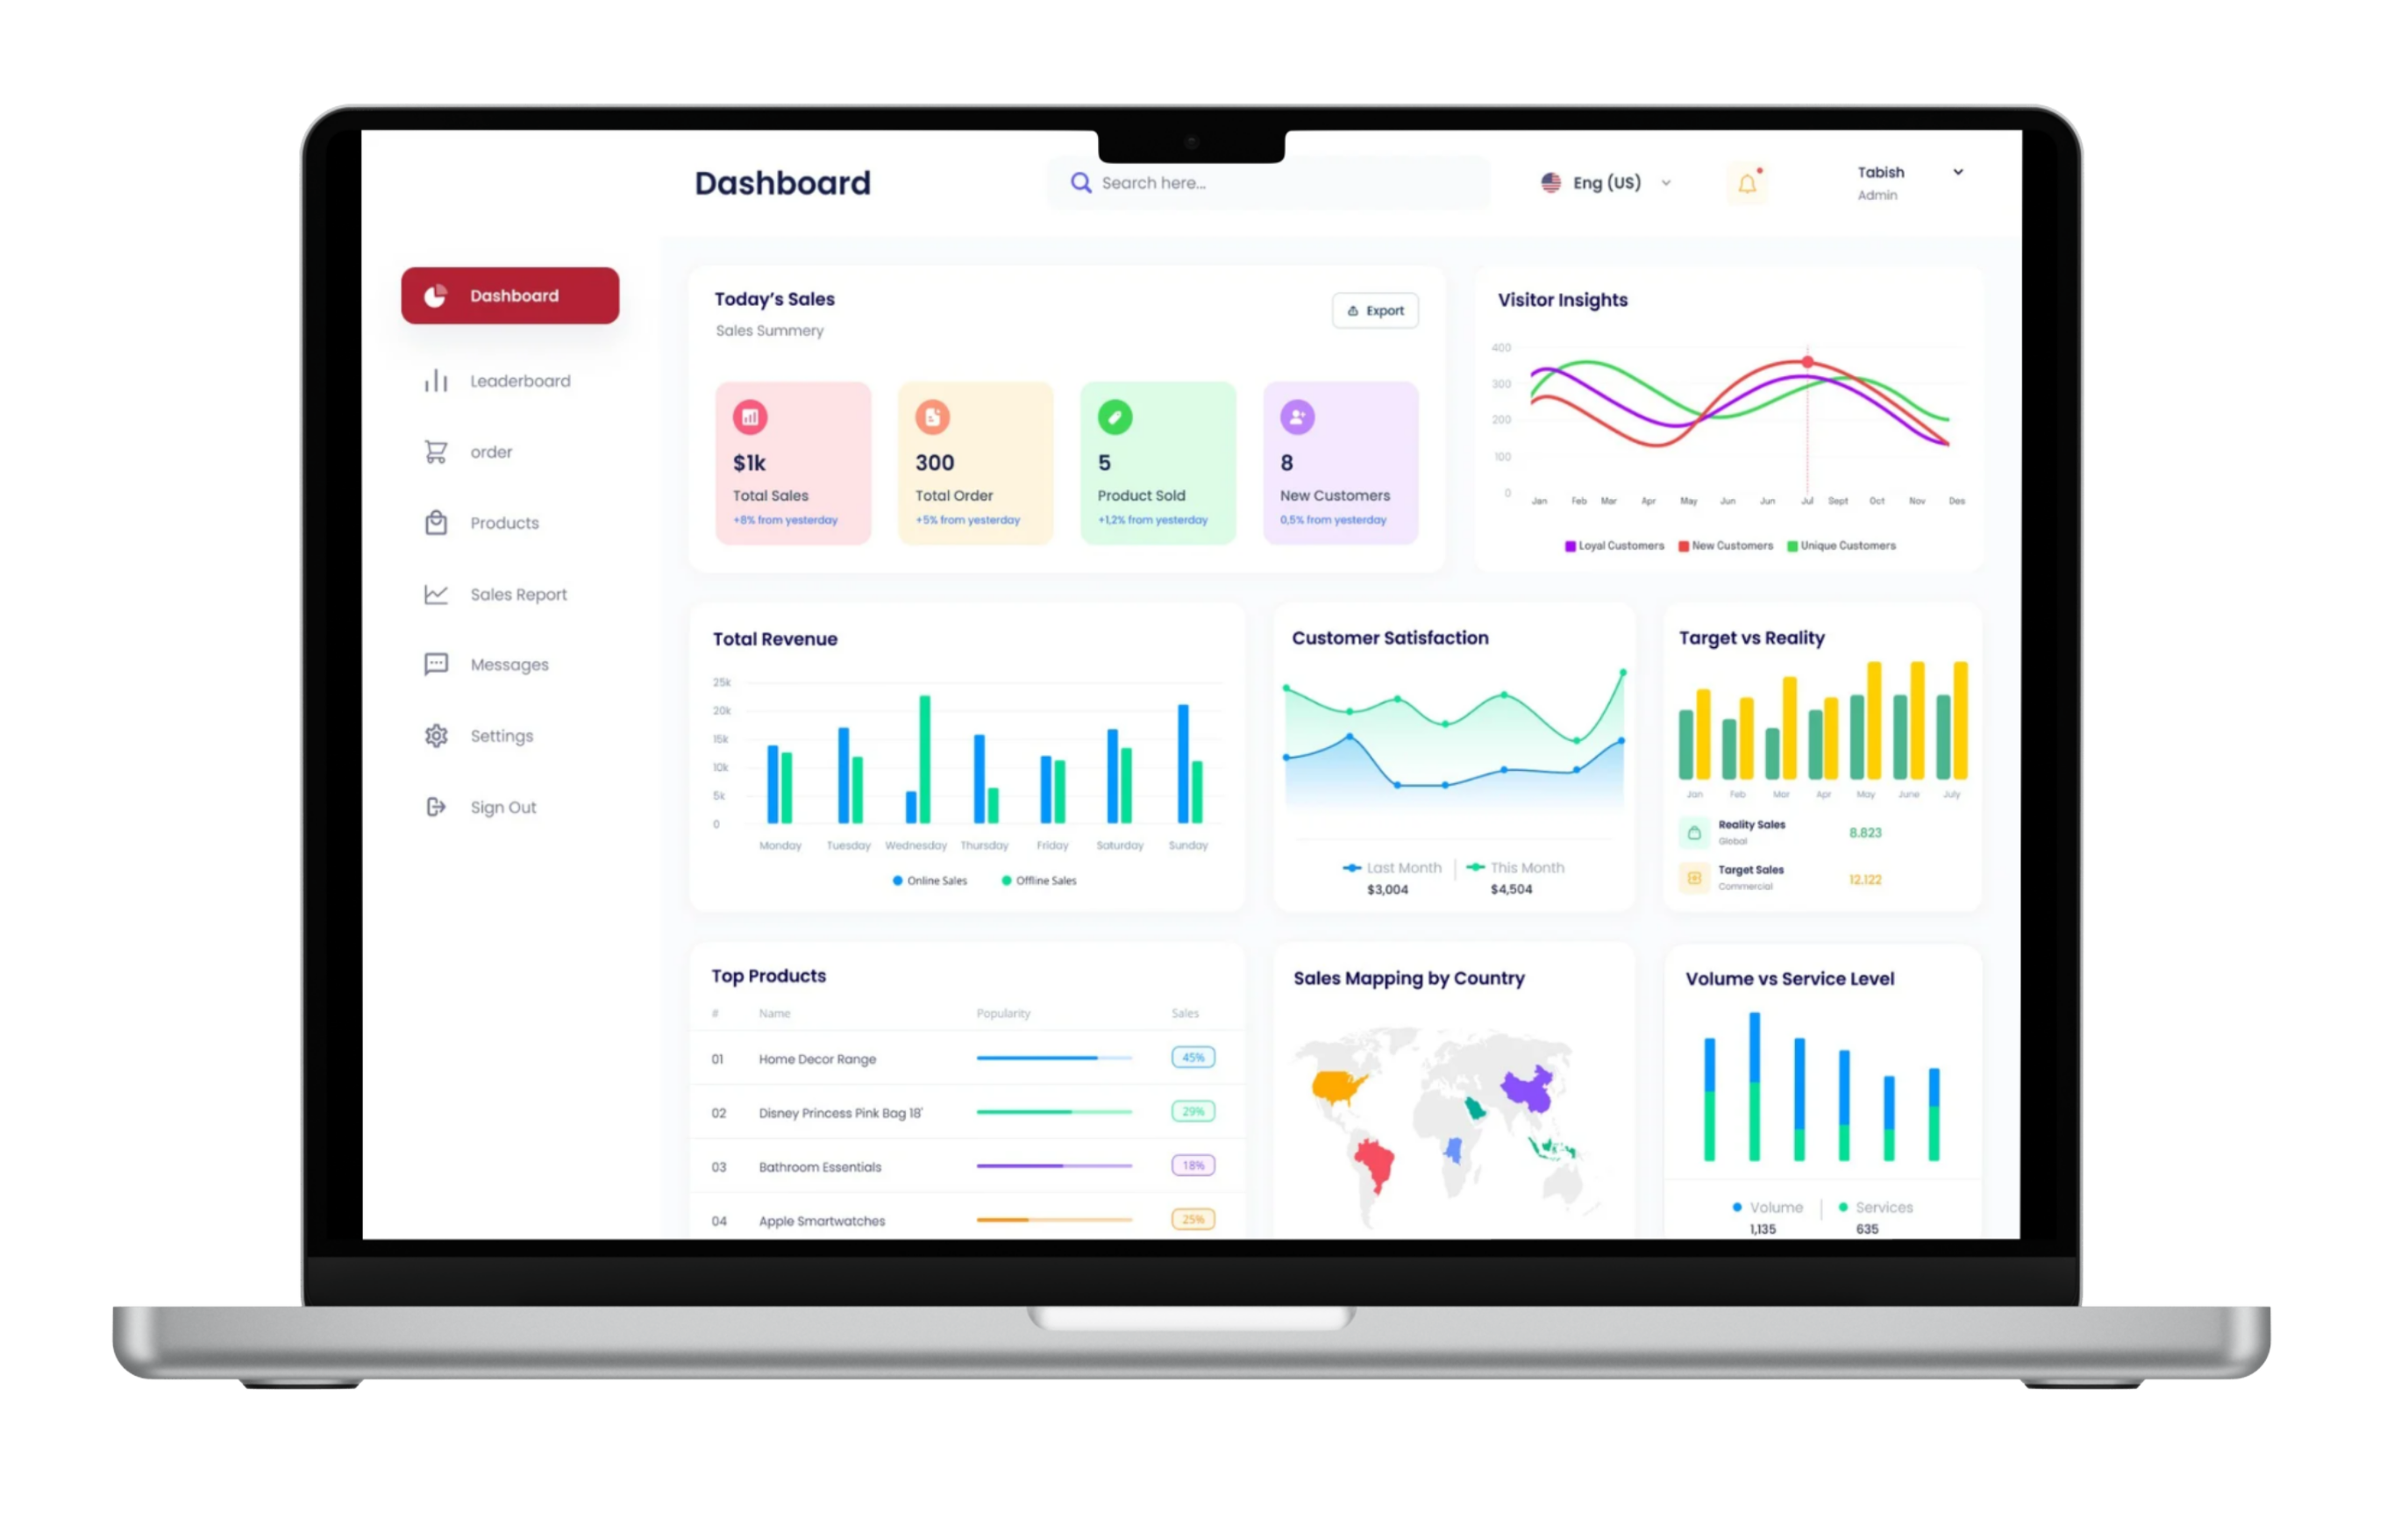 Dashboard
Search here...
Eng (US)
Tabish
Admin
Dashboard
Leaderboard
order
Products
Sales Report
Messages
Settings
Sign Out
Today's Sales
Sales Summery
Export
$1k
Total Sales
+8% from yesterday
300
Total Order
+5% from yesterday
5
Product Sold
+1,2% from yesterday
8
New Customers
0,5% from yesterday
Visitor Insights
400
300
200
100
0
Jan Feb Mar Apr May Jun Jun Jul Sept Oct Nov Des
Loyal Customers New Customers Unique Customers
Total Revenue
25k
20k
15k
10k
5k
0
Monday Tuesday Wednesday Thursday Friday Saturday Sunday
Online Sales Offline Sales
Customer Satisfaction
Last Month This Month
$3,004 $4,504
Target vs Reality
Jan Feb Mar Apr May June July
Reality Sales
Global
8.823
Target Sales
Commercial
12.122
Top Products
# Name Popularity Sales
01 Home Decor Range 45%
02 Disney Princess Pink Bag 18' 29%
03 Bathroom Essentials 18%
04 Apple Smartwatches 25%
Sales Mapping by Country
Volume vs Service Level
Volume Services
1,135 635